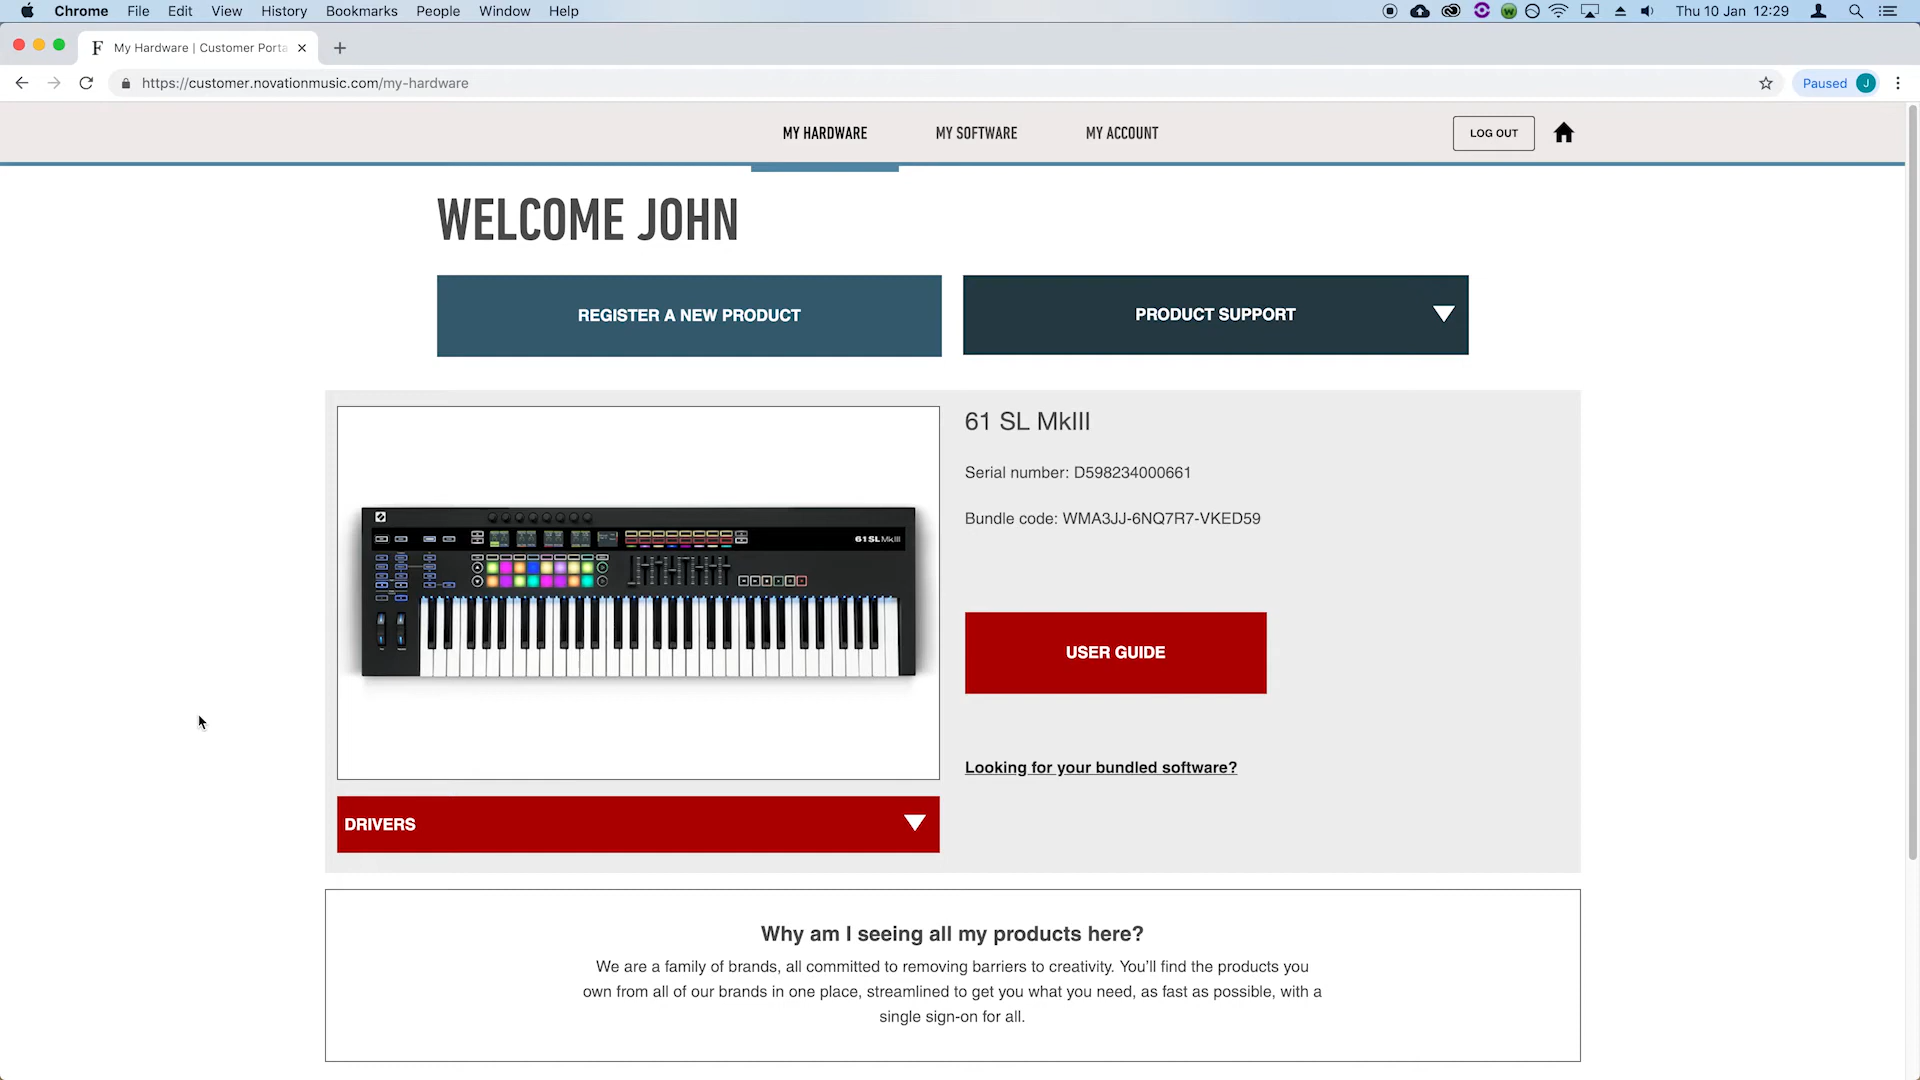 Chrome File Edit View History Bookmarks People Window Help Thu 10 Jan 12:29
F My Hardware | Customer Porta
https://customer.novationmusic.com/my-hardware Paused J
MY HARDWARE MY SOFTWARE MY ACCOUNT LOG OUT
WELCOME JOHN
REGISTER A NEW PRODUCT PRODUCT SUPPORT
61 SL MkIII
Serial number: D598234000661
Bundle code: WMA3JJ-6NQ7R7-VKED59
61SLMkIII
USER GUIDE
Looking for your bundled software?
DRIVERS
Why am I seeing all my products here?
We are a family of brands, all committed to removing barriers to creativity. You’ll find the products you
own from all of our brands in one place, streamlined to get you what you need, as fast as possible, with a
single sign-on for all.